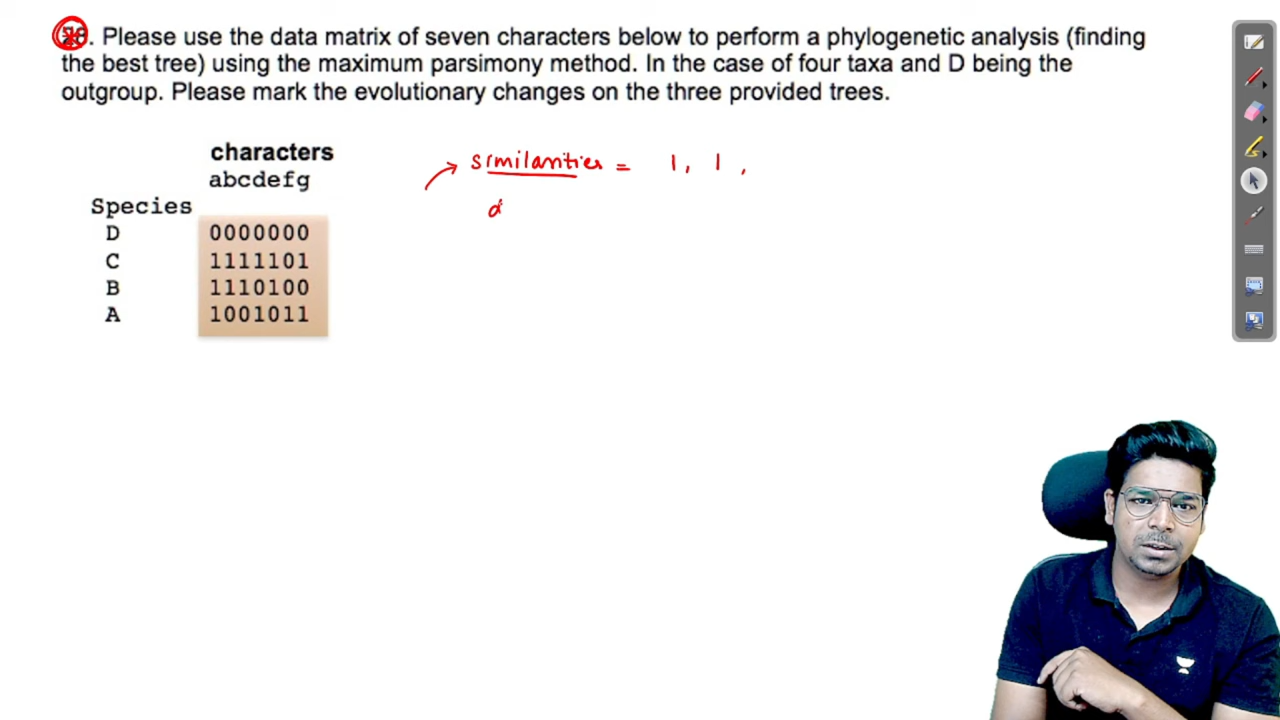 28. Please use the data matrix of seven characters below to perform a phylogenetic analysis (finding
the best tree) using the maximum parsimony method. In the case of four taxa and D being the
outgroup. Please mark the evolutionary changes on the three provided trees.
characters
similarities = 1, 1,
abcdefg
Species
d
D 0000000
C 1111101
B 1110100
A 1001011